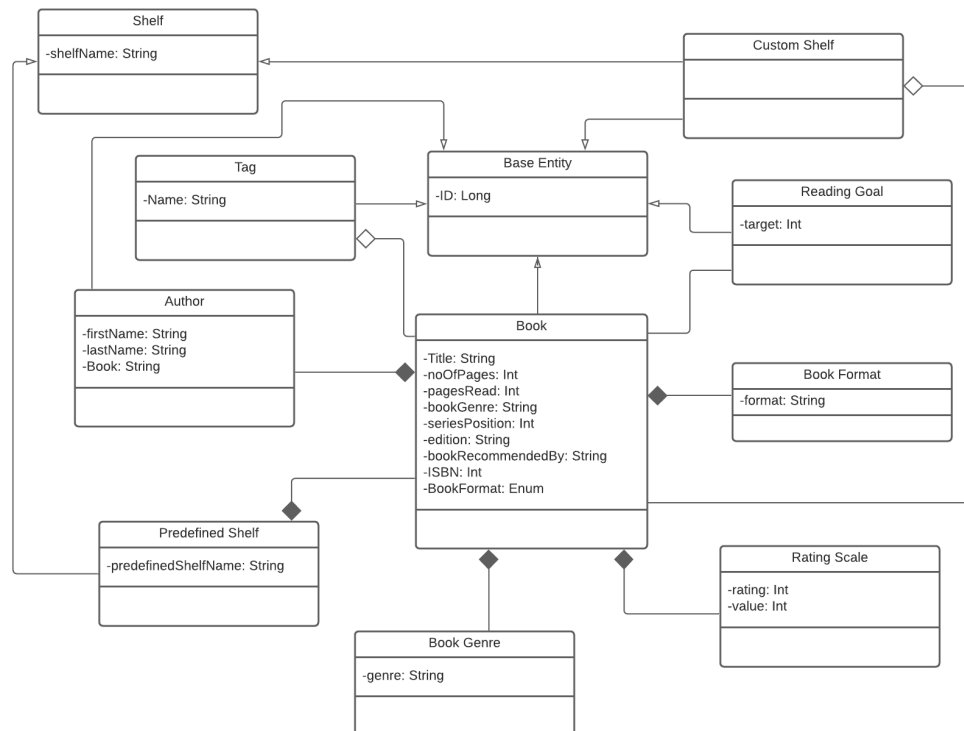 Shelf
-shelfName: String
Custom Shelf
Tag
-Name: String
Base Entity
-ID: Long
Reading Goal
-target: Int
Author
-firstName: String
-lastName: String
-Book: String
Book
-Title: String
-noOfPages: Int
-pagesRead: Int
-bookGenre: String
-seriesPosition: Int
-edition: String
-bookRecommendedBy: String
-ISBN: Int
-BookFormat: Enum
Book Format
-format: String
Predefined Shelf
-predefinedShelfName: String
Rating Scale
-rating: Int
-value: Int
Book Genre
-genre: String